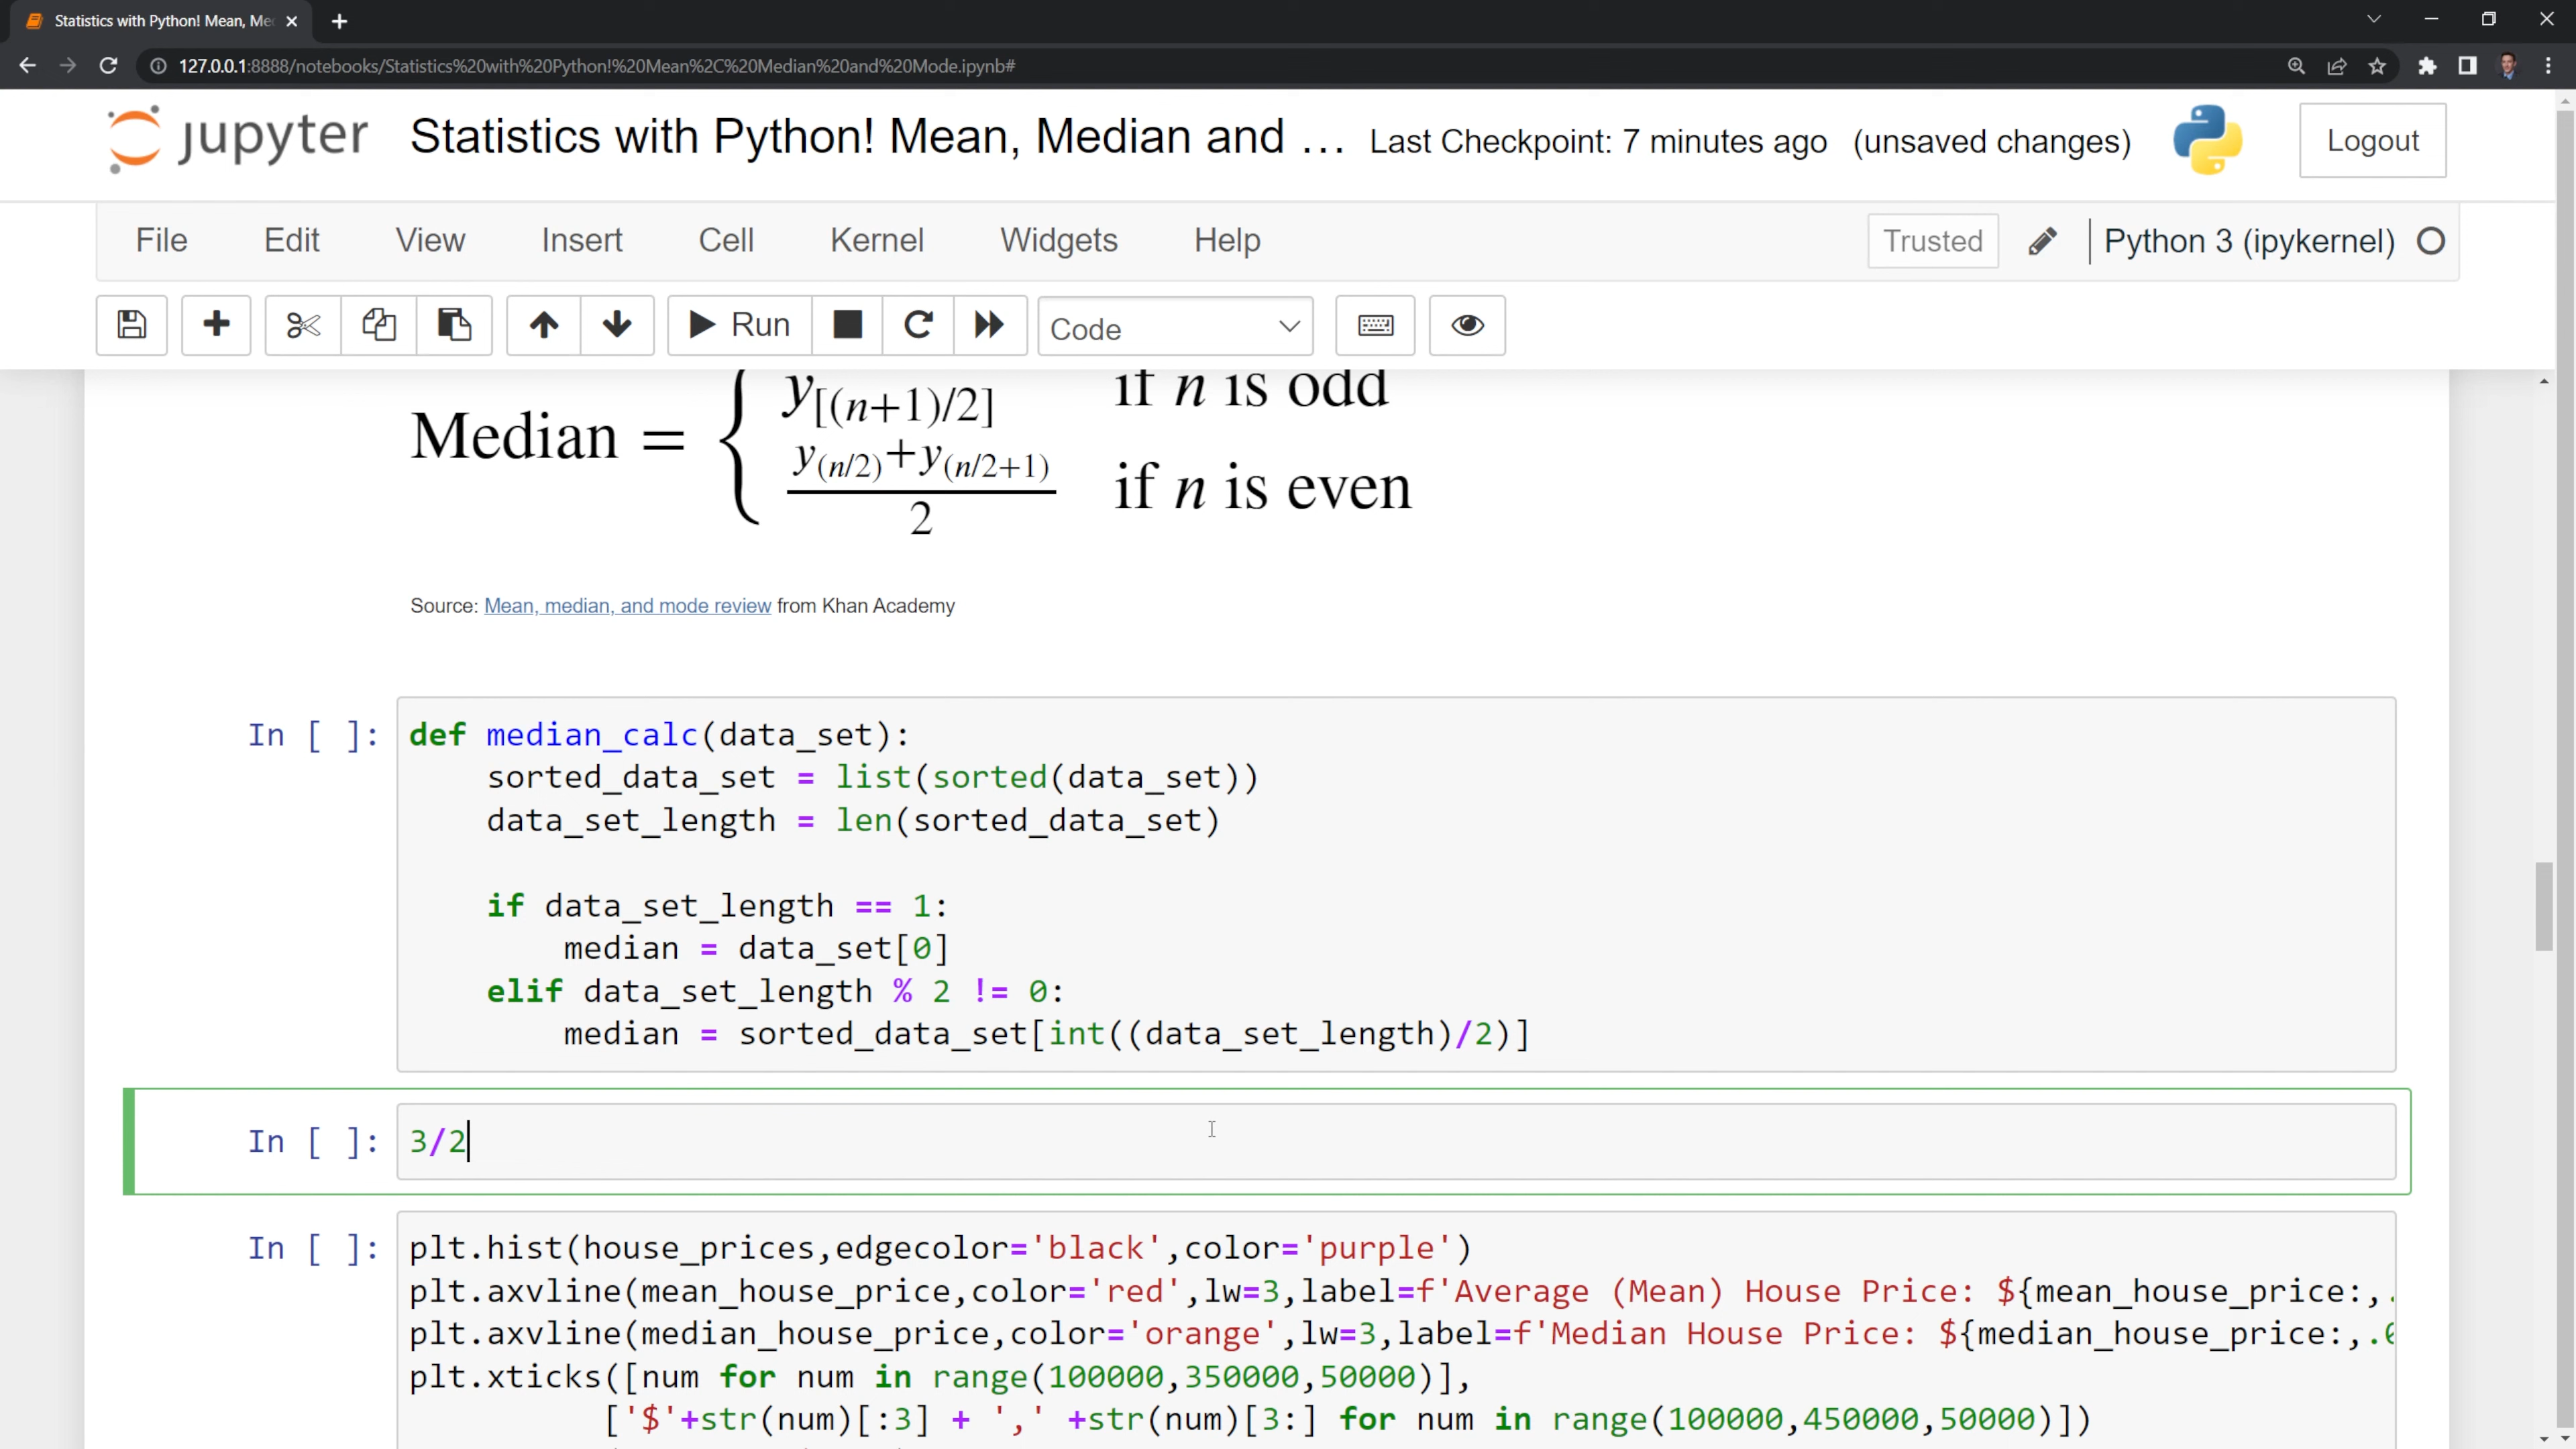 Statistics with Python! Mean, Me
127.0.0.1:8888/notebooks/Statistics%20with%20Python!%20Mean%2C%20Median%20and%20Mode.ipynb#
jupyter Statistics with Python! Mean, Median and ... Last Checkpoint: 7 minutes ago (unsaved changes) Logout
File Edit View Insert Cell Kernel Widgets Help Trusted Python 3 (ipykernel)
Run Code
Median = { y[(n+1)/2] if n is odd
y(n/2)+y(n/2+1)
2
if n is even
Source: Mean, median, and mode review from Khan Academy
In [ ]: def median_calc(data_set):
    sorted_data_set = list(sorted(data_set))
    data_set_length = len(sorted_data_set)
    if data_set_length == 1:
        median = data_set[0]
    elif data_set_length % 2 != 0:
        median = sorted_data_set[int((data_set_length)/2)]
In [ ]: 3/2
In [ ]: plt.hist(house_prices,edgecolor='black',color='purple')
plt.axvline(mean_house_price,color='red',lw=3,label=f'Average (Mean) House Price: ${mean_house_price:,.
plt.axvline(median_house_price,color='orange',lw=3,label=f'Median House Price: ${median_house_price:,.0
plt.xticks([num for num in range(100000,350000,50000)],
          ['$'+str(num)[:3] + ',' +str(num)[3:] for num in range(100000,450000,50000)])